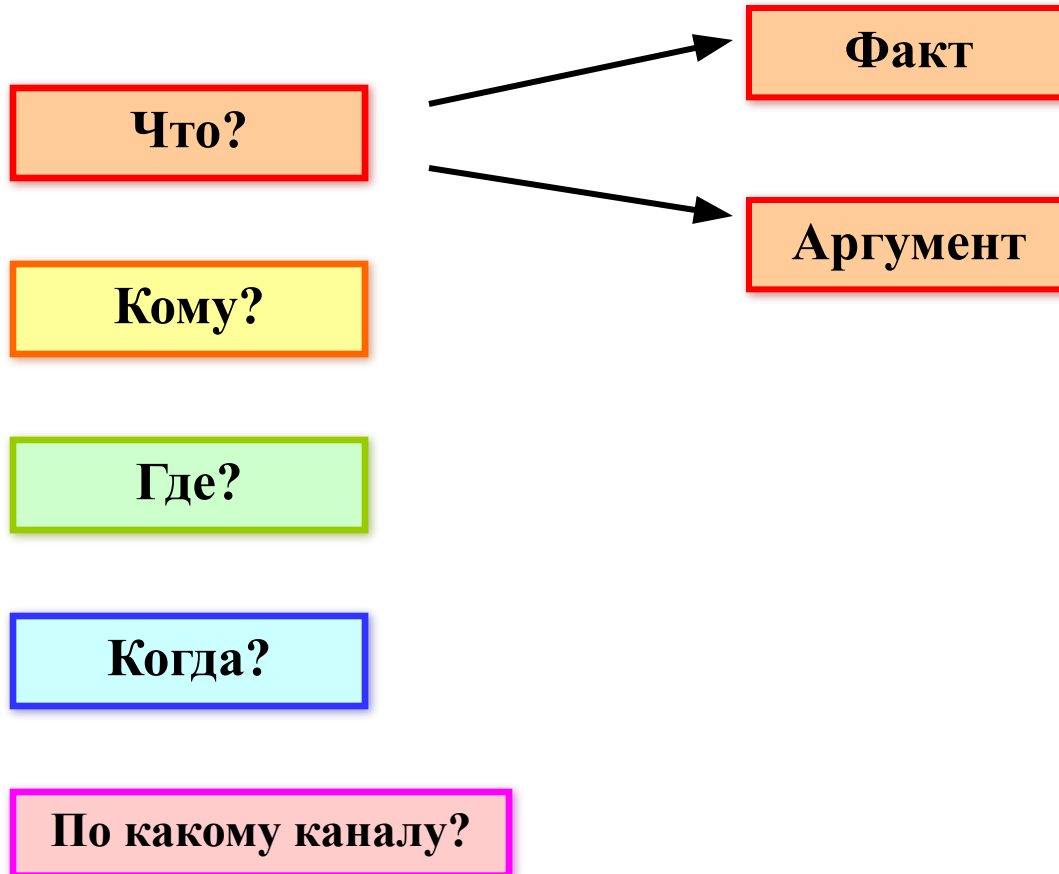 Что?
Факт
Аргумент
Кому?
Где?
Когда?
По какому каналу?